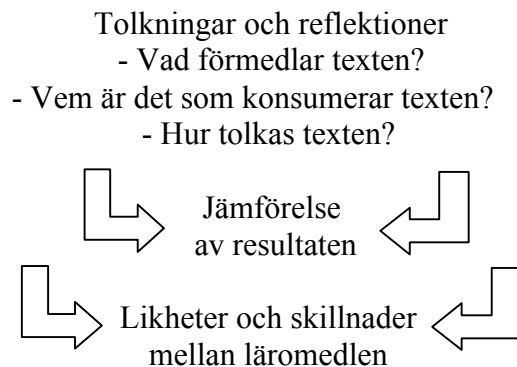 Tolkningar och reflektioner
- Vad förmedlar texten?
- Vem är det som konsumerar texten?
- Hur tolkas texten?
Jämförelse
av resultaten
Likheter och skillnader
mellan läromedlen